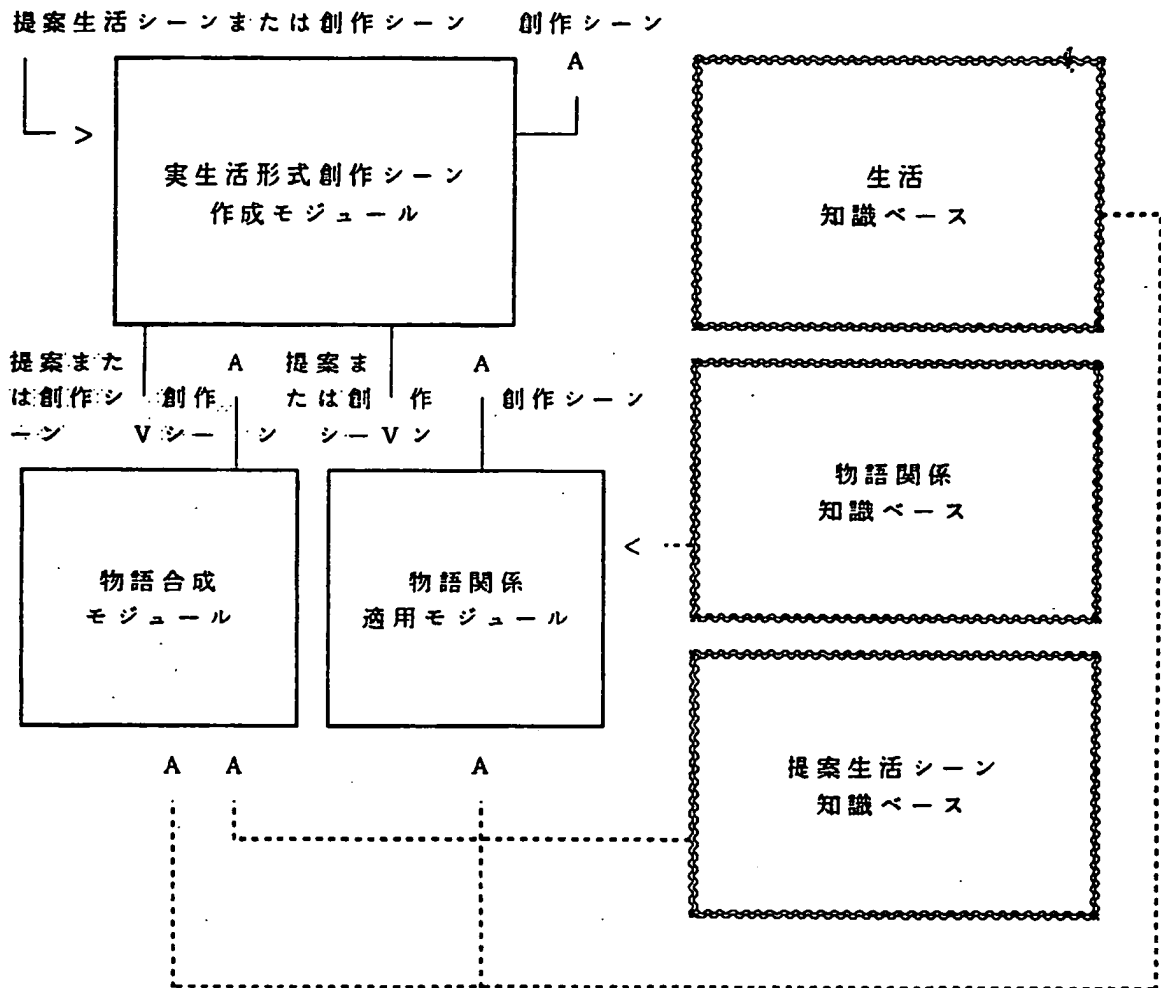 提案生活シーンまたは創作シーン 創作シーン
A
>
実生活形式創作シーン
作成モジュール
生活
知識ベース
提案また A 提案ま A
は創作シ 創作 たは創 作 創作シーン
ーン Vシー ン シーVン
物語関係
知識ベース
<
物語合成
モジュール
物語関係
適用モジュール
A A A
提案生活シーン
知識ベース